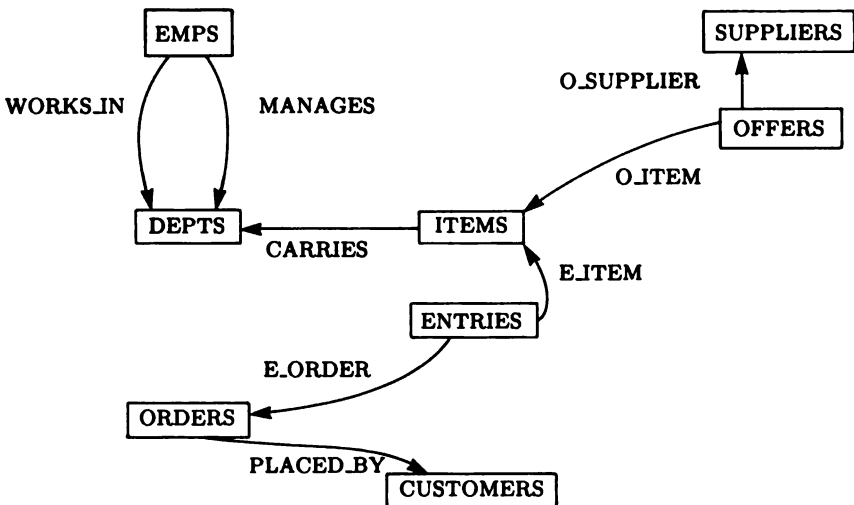 EMPS
SUPPLIERS
WORKS_IN
MANAGES
O_SUPPLIER
OFFERS
O_ITEM
DEPTS
ITEMS
CARRIES
E_ITEM
ENTRIES
E_ORDER
ORDERS
PLACED_BY
CUSTOMERS